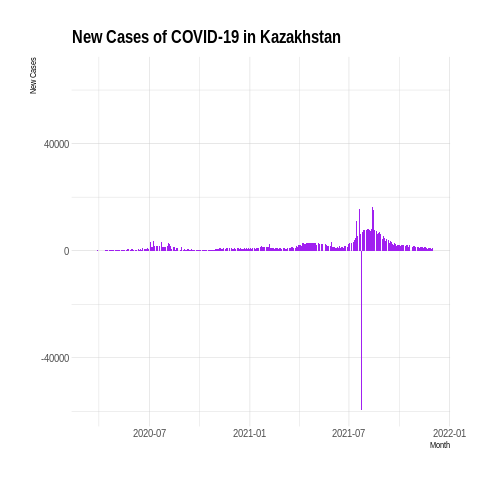 New Cases of COVID-19 in Kazakhstan
New Cases
40000
0
-40000
2020-07
2021-01
2021-07
2022-01
Month